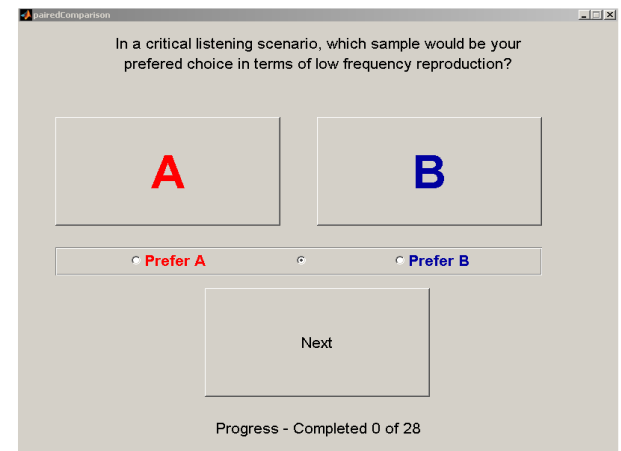 pairedComparison
In a critical listening scenario, which sample would be your
prefered choice in terms of low frequency reproduction?
A
B
Prefer A
Prefer B
Next
Progress - Completed 0 of 28